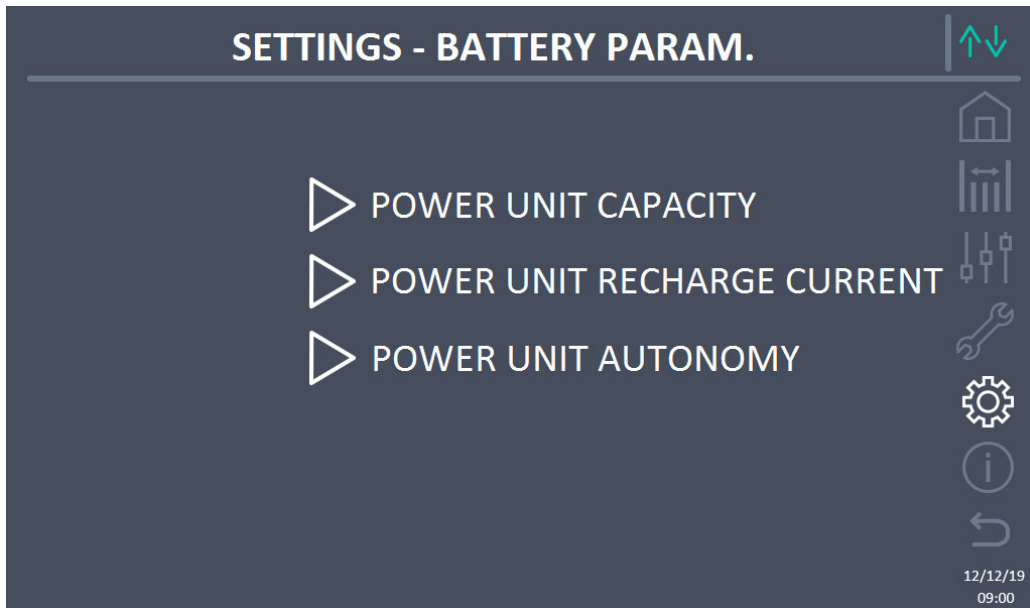 SETTINGS - BATTERY PARAM.
POWER UNIT CAPACITY
POWER UNIT RECHARGE CURRENT
POWER UNIT AUTONOMY
12/12/19
09:00